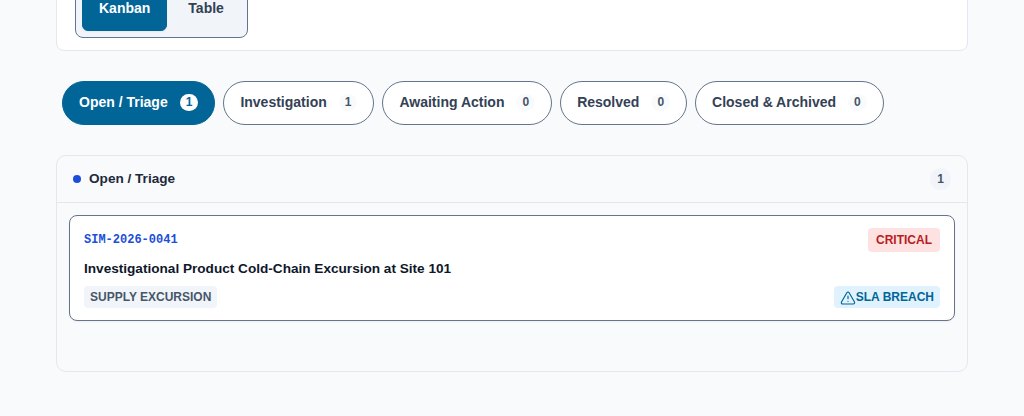 Kanban Table
Open / Triage 1 Investigation 1 Awaiting Action 0 Resolved 0 Closed & Archived 0
Open / Triage 1
SIM-2026-0041 CRITICAL
Investigational Product Cold-Chain Excursion at Site 101
SUPPLY EXCURSION SLA BREACH